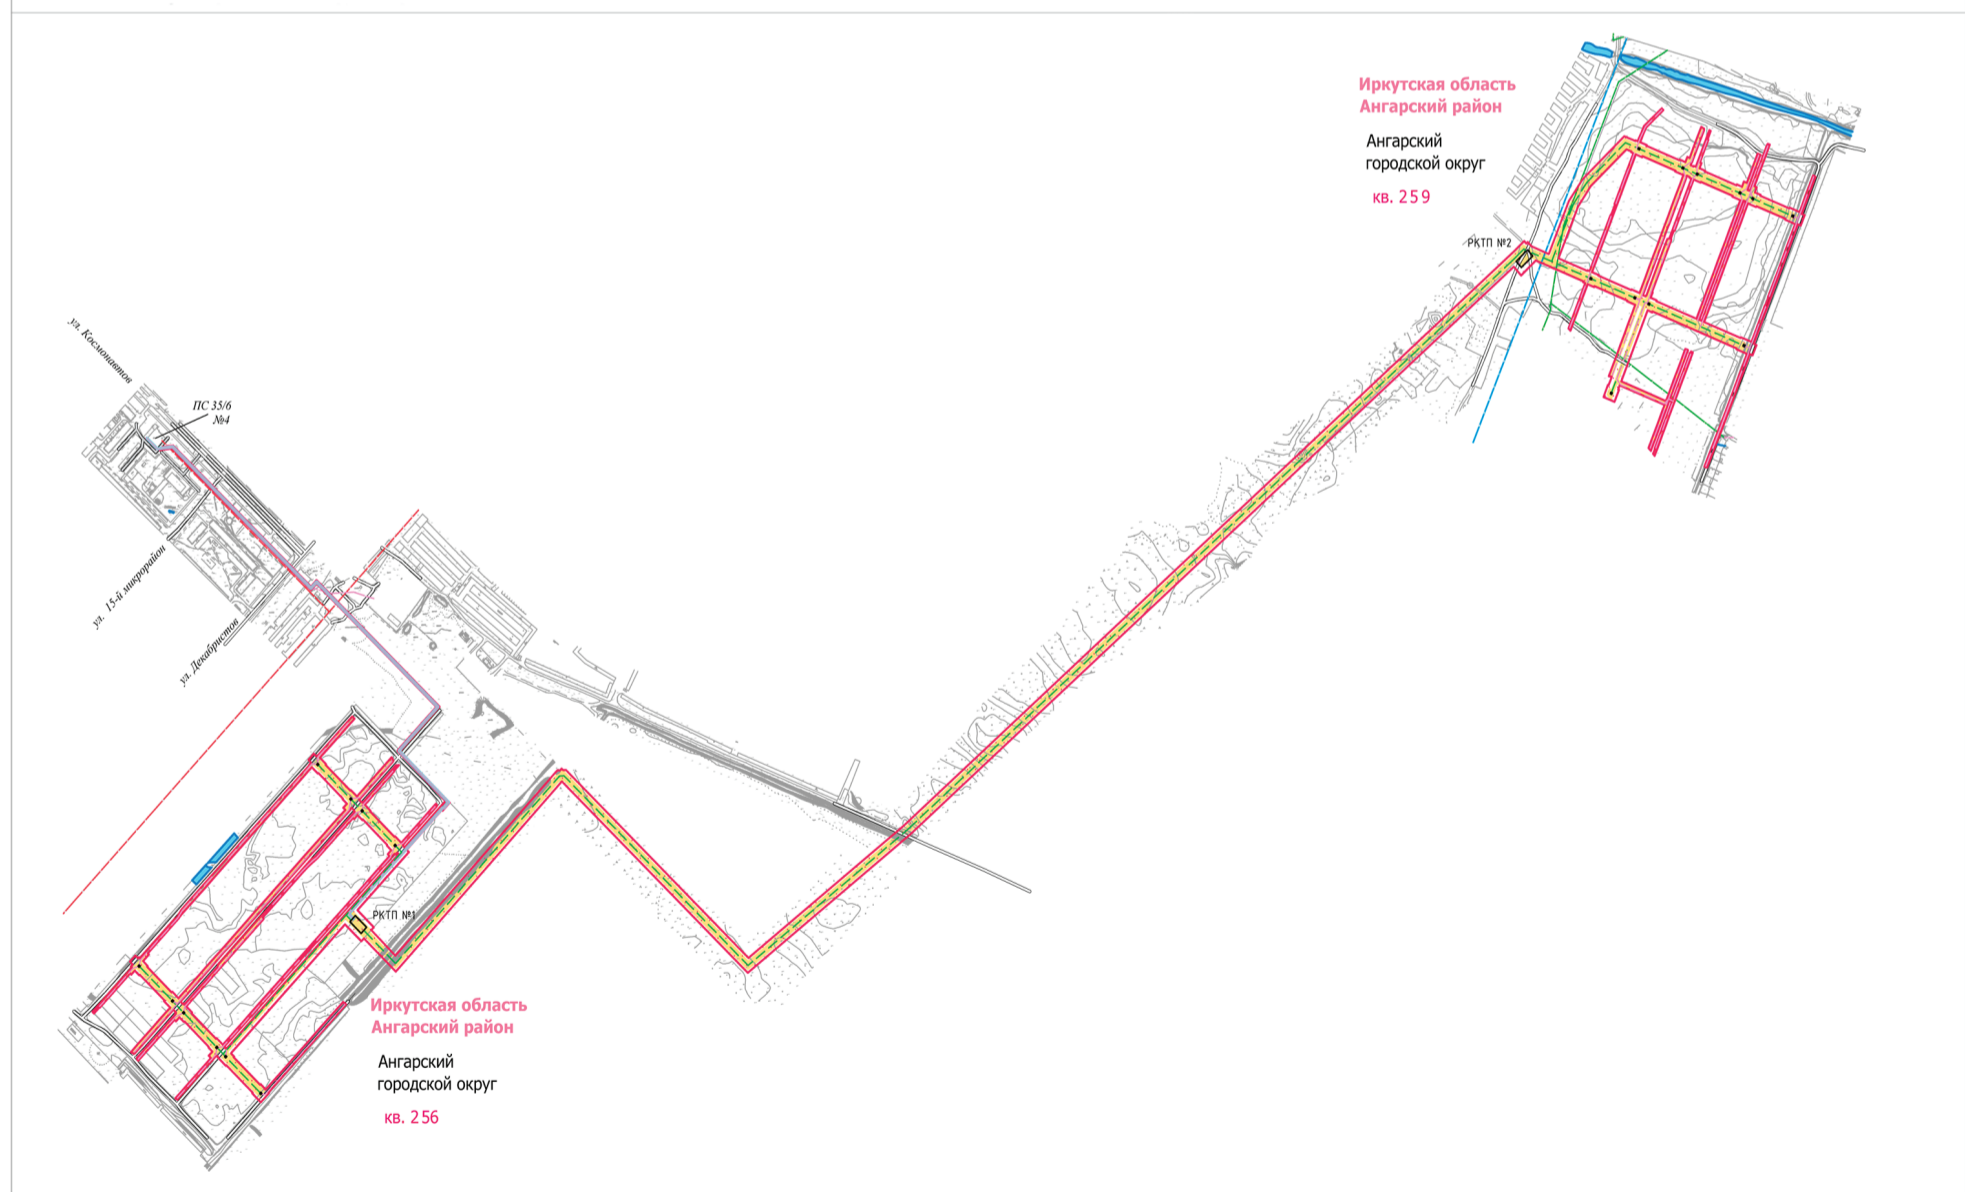 Иркутская область
Ангарский район
Ангарский
городской округ
кв. 259
РКТП №2
ул. Космонавтов
ПС 35/6
№4
ул. 15-й микрорайон
ул. Декабристов
РКТП №1
Иркутская область
Ангарский район
Ангарский
городской округ
кв. 256